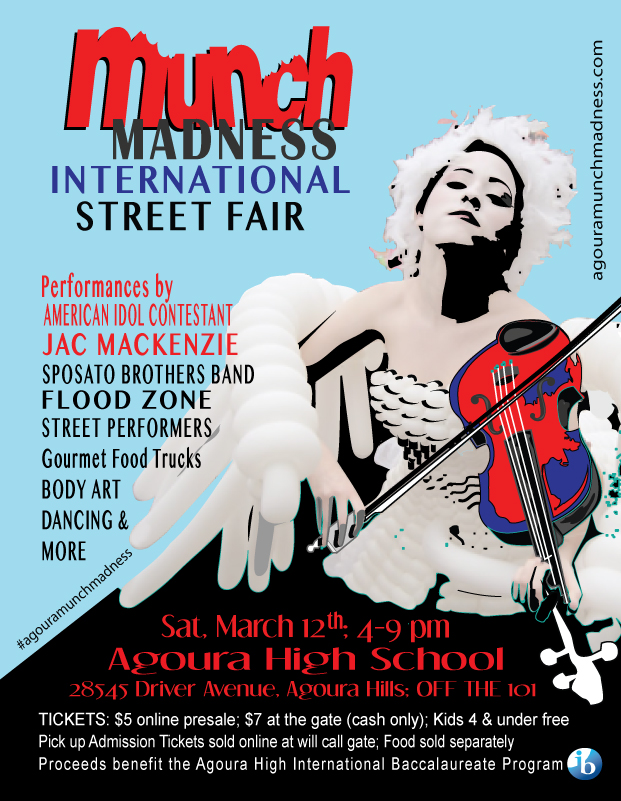 munch
MADNESS
INTERNATIONAL
STREET FAIR
agouramunchmadness.com
Performances by
AMERICAN IDOL CONTESTANT
JAC MACKENZIE
SPOSATO BROTHERS BAND
FLOOD ZONE
STREET PERFORMERS
Gourmet Food Trucks
BODY ART
DANCING &
MORE
#agouramunchmadness
Sat, March 12th; 4-9 pm
Agoura High School
28545 Driver Avenue, Agoura Hills; OFF THE 101
TICKETS: $5 online presale; $7 at the gate (cash only); Kids 4 & under free
Pick up Admission Tickets sold online at will call gate; Food sold separately
Proceeds benefit the Agoura High International Baccalaureate Program
ib